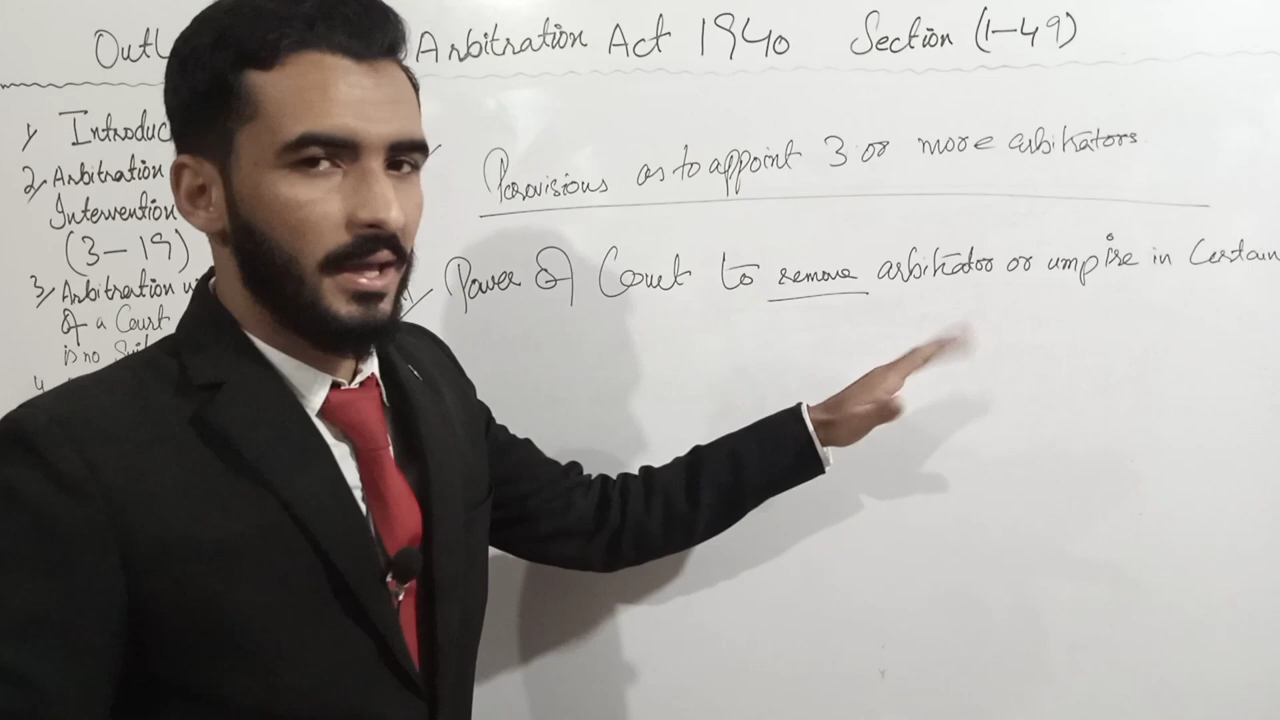 Outl Arbitration Act 1940 Section (1-49)
1, Introduc
2, Arbitration
Intervention
(3-19)
3, Arbitration
of a Court
is no Suit
4
Provisions as to appoint 3 or more arbitrators
Power Of Court to remove arbitrator or umpire in Certain